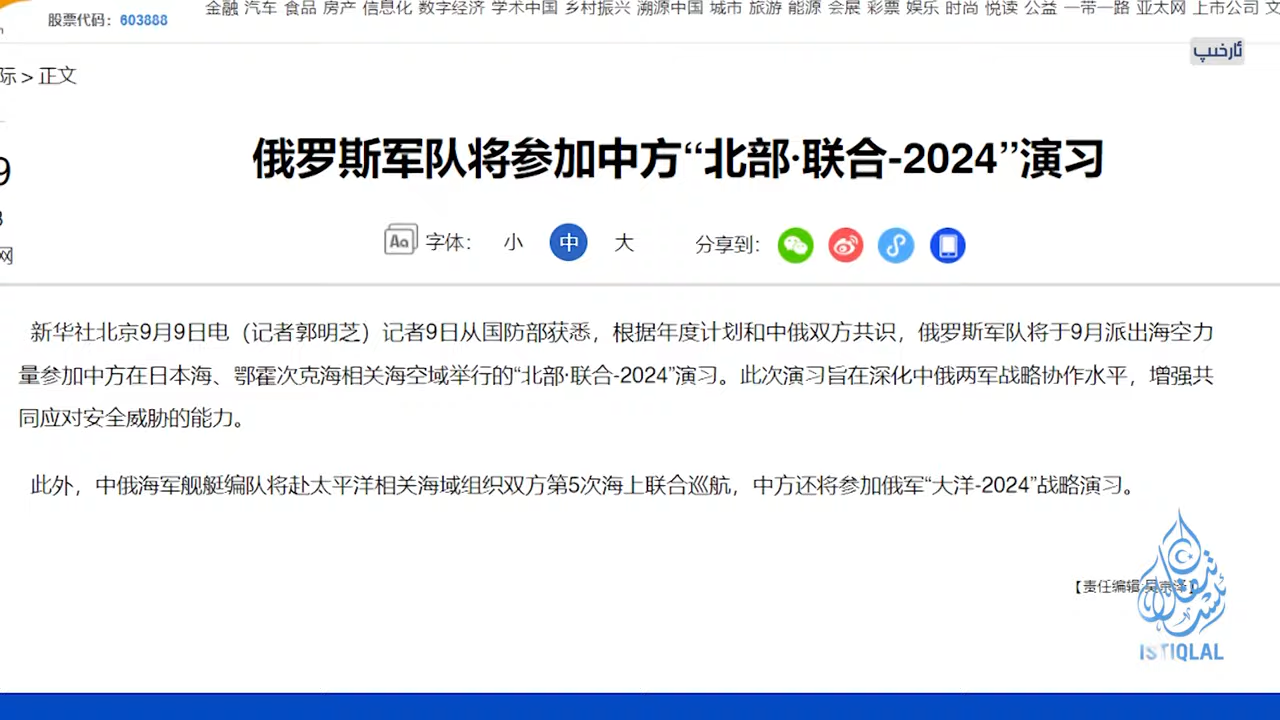 股票代码：603888
金融 汽车 食品 房产 信息化 数字经济 学术中国 乡村振兴 溯源中国 城市 旅游 能源 会展 彩票 娱乐 时尚 悦读 公益 一带一路 亚太网 上市公司 文
ئارخىپ
际 > 正文
9
俄罗斯军队将参加中方“北部·联合-2024”演习
网
Aa 字体： 小 中 大 分享到：
新华社北京9月9日电（记者郭明芝）记者9日从国防部获悉，根据年度计划和中俄双方共识，俄罗斯军队将于9月派出海空力
量参加中方在日本海、鄂霍次克海相关海空域举行的“北部·联合-2024”演习。此次演习旨在深化中俄两军战略协作水平，增强共
同应对安全威胁的能力。
此外，中俄海军舰艇编队将赴太平洋相关海域组织双方第5次海上联合巡航，中方还将参加俄军“大洋-2024”战略演习。
【责任编辑
ISTIQLAL